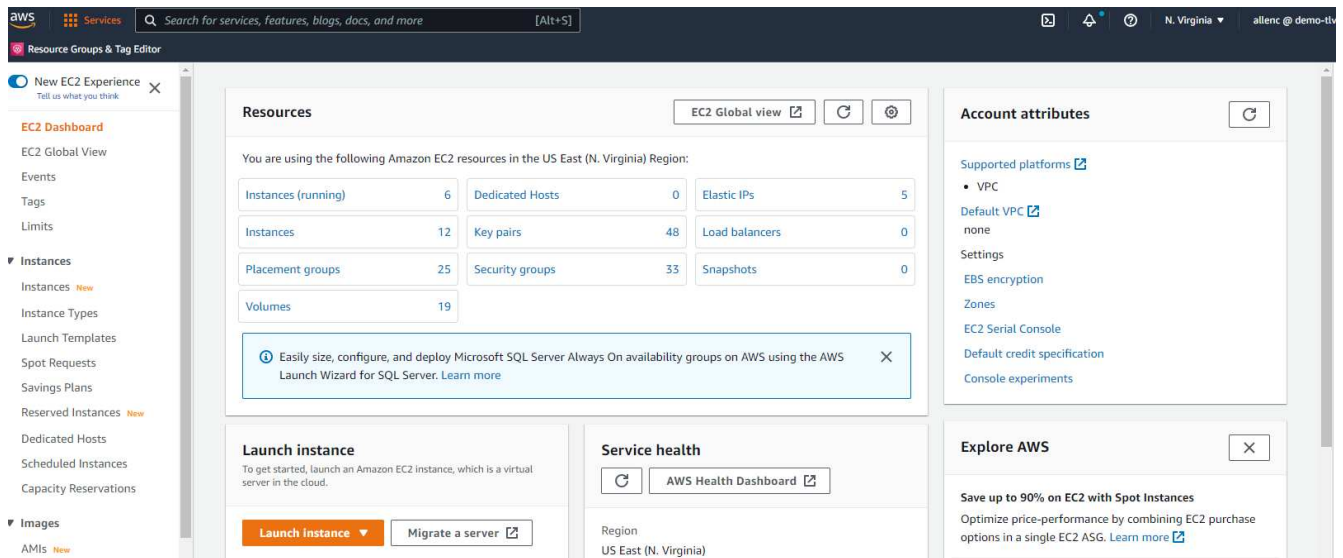 aws
Services
Search for services, features, blogs, docs, and more
[Alt+S]
N. Virginia
allenc @ demo-tlv
Resource Groups & Tag Editor
New EC2 Experience
Tell us what you think
EC2 Dashboard
EC2 Global View
Events
Tags
Limits
Instances
Instances New
Instance Types
Launch Templates
Spot Requests
Savings Plans
Reserved Instances New
Dedicated Hosts
Scheduled Instances
Capacity Reservations
Images
AMIs New
Resources
EC2 Global view
You are using the following Amazon EC2 resources in the US East (N. Virginia) Region:
Instances (running) 6
Dedicated Hosts 0
Elastic IPs 5
Instances 12
Key pairs 48
Load balancers 0
Placement groups 25
Security groups 33
Snapshots 0
Volumes 19
Easily size, configure, and deploy Microsoft SQL Server Always On availability groups on AWS using the AWS
Launch Wizard for SQL Server. Learn more
Launch instance
To get started, launch an Amazon EC2 instance, which is a virtual
server in the cloud.
Launch instance
Migrate a server
Service health
AWS Health Dashboard
Region
US East (N. Virginia)
Account attributes
Supported platforms
• VPC
Default VPC
none
Settings
EBS encryption
Zones
EC2 Serial Console
Default credit specification
Console experiments
Explore AWS
Save up to 90% on EC2 with Spot Instances
Optimize price-performance by combining EC2 purchase
options in a single EC2 ASG. Learn more